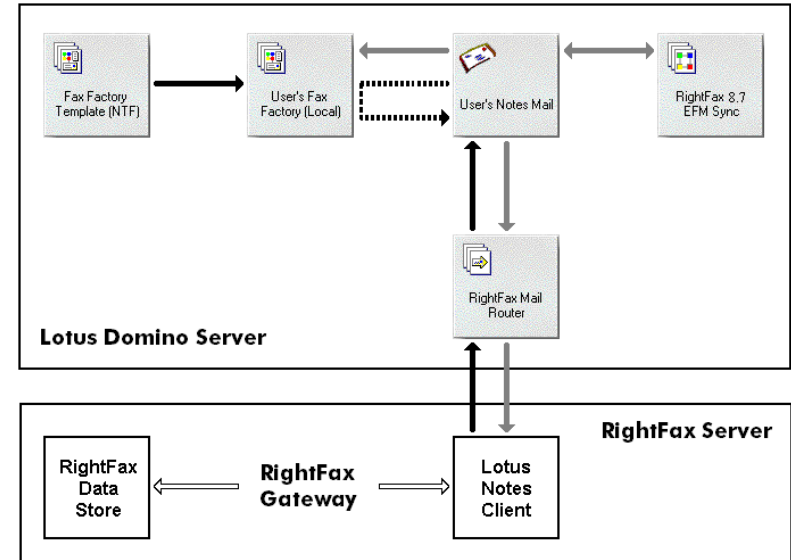 Fax Factory
Template (NTF)
User's Fax
Factory (Local)
User's Notes Mail
RightFax 8.7
EFM Sync
RightFax Mail
Router
Lotus Domino Server
RightFax Server
RightFax
Data
Store
RightFax
Gateway
Lotus
Notes
Client